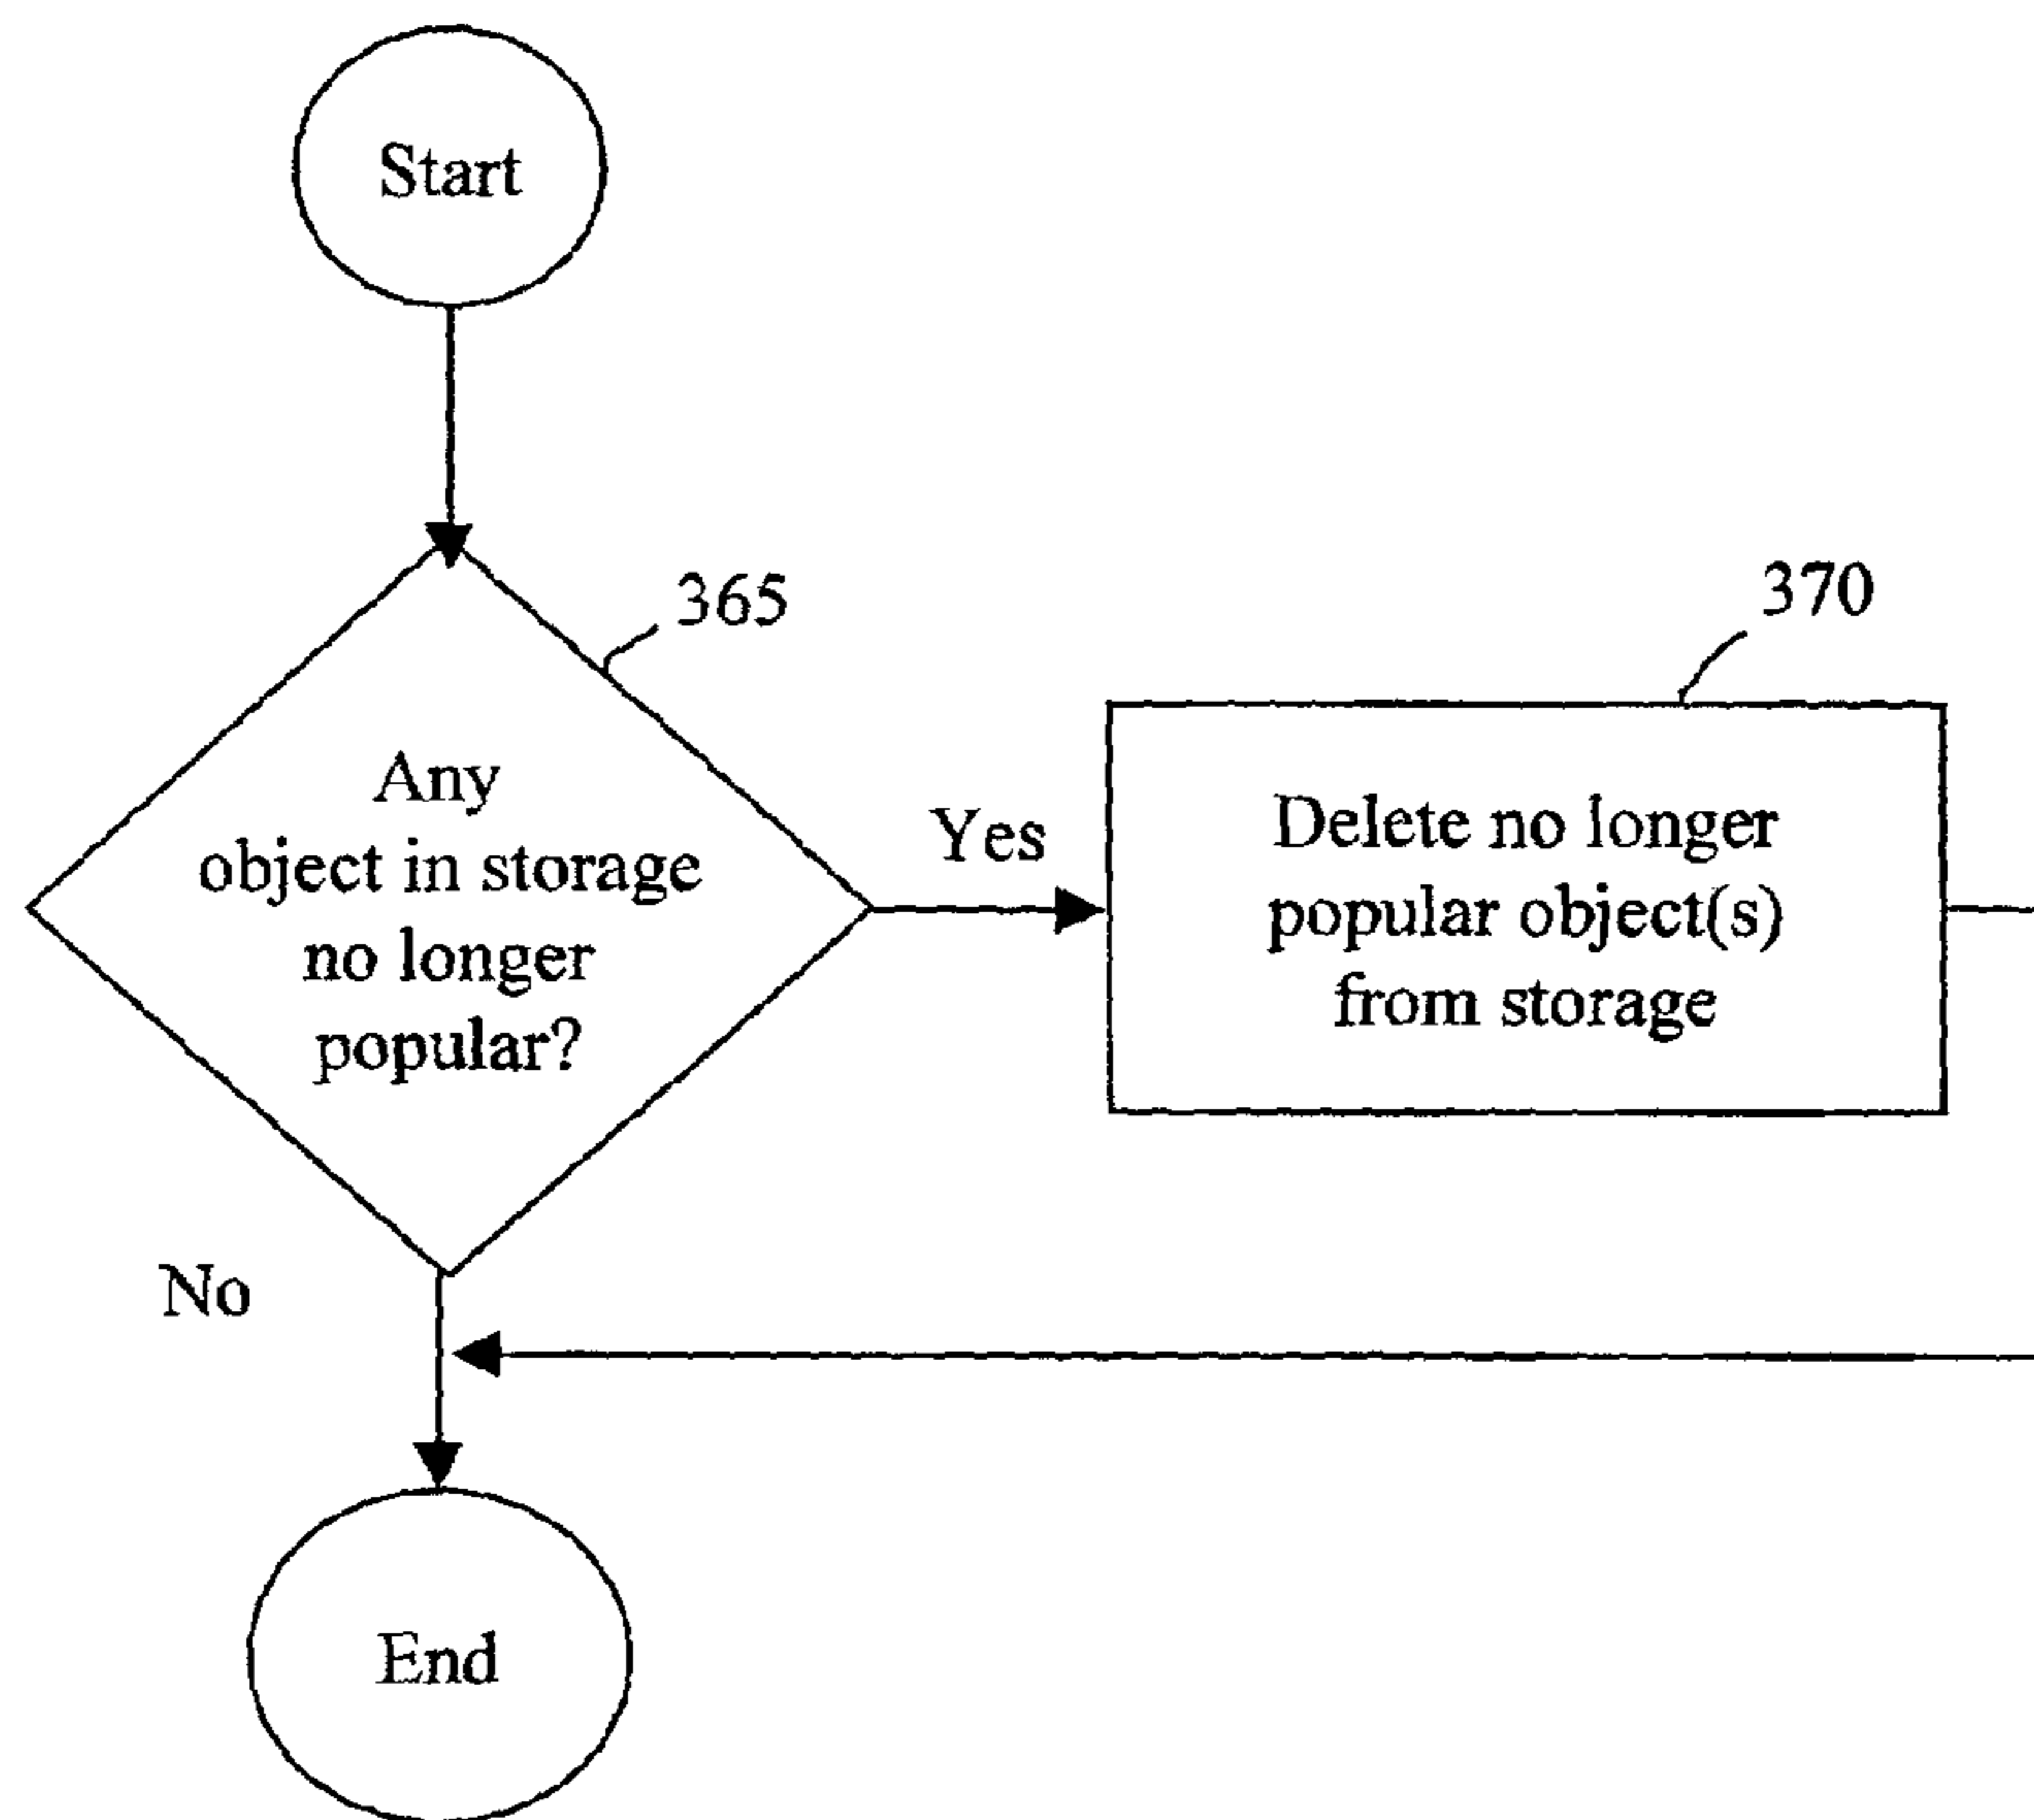 Start
365
370
Any
object in storage
no longer
popular?
Yes
Delete no longer
popular object(s)
from storage
No
End